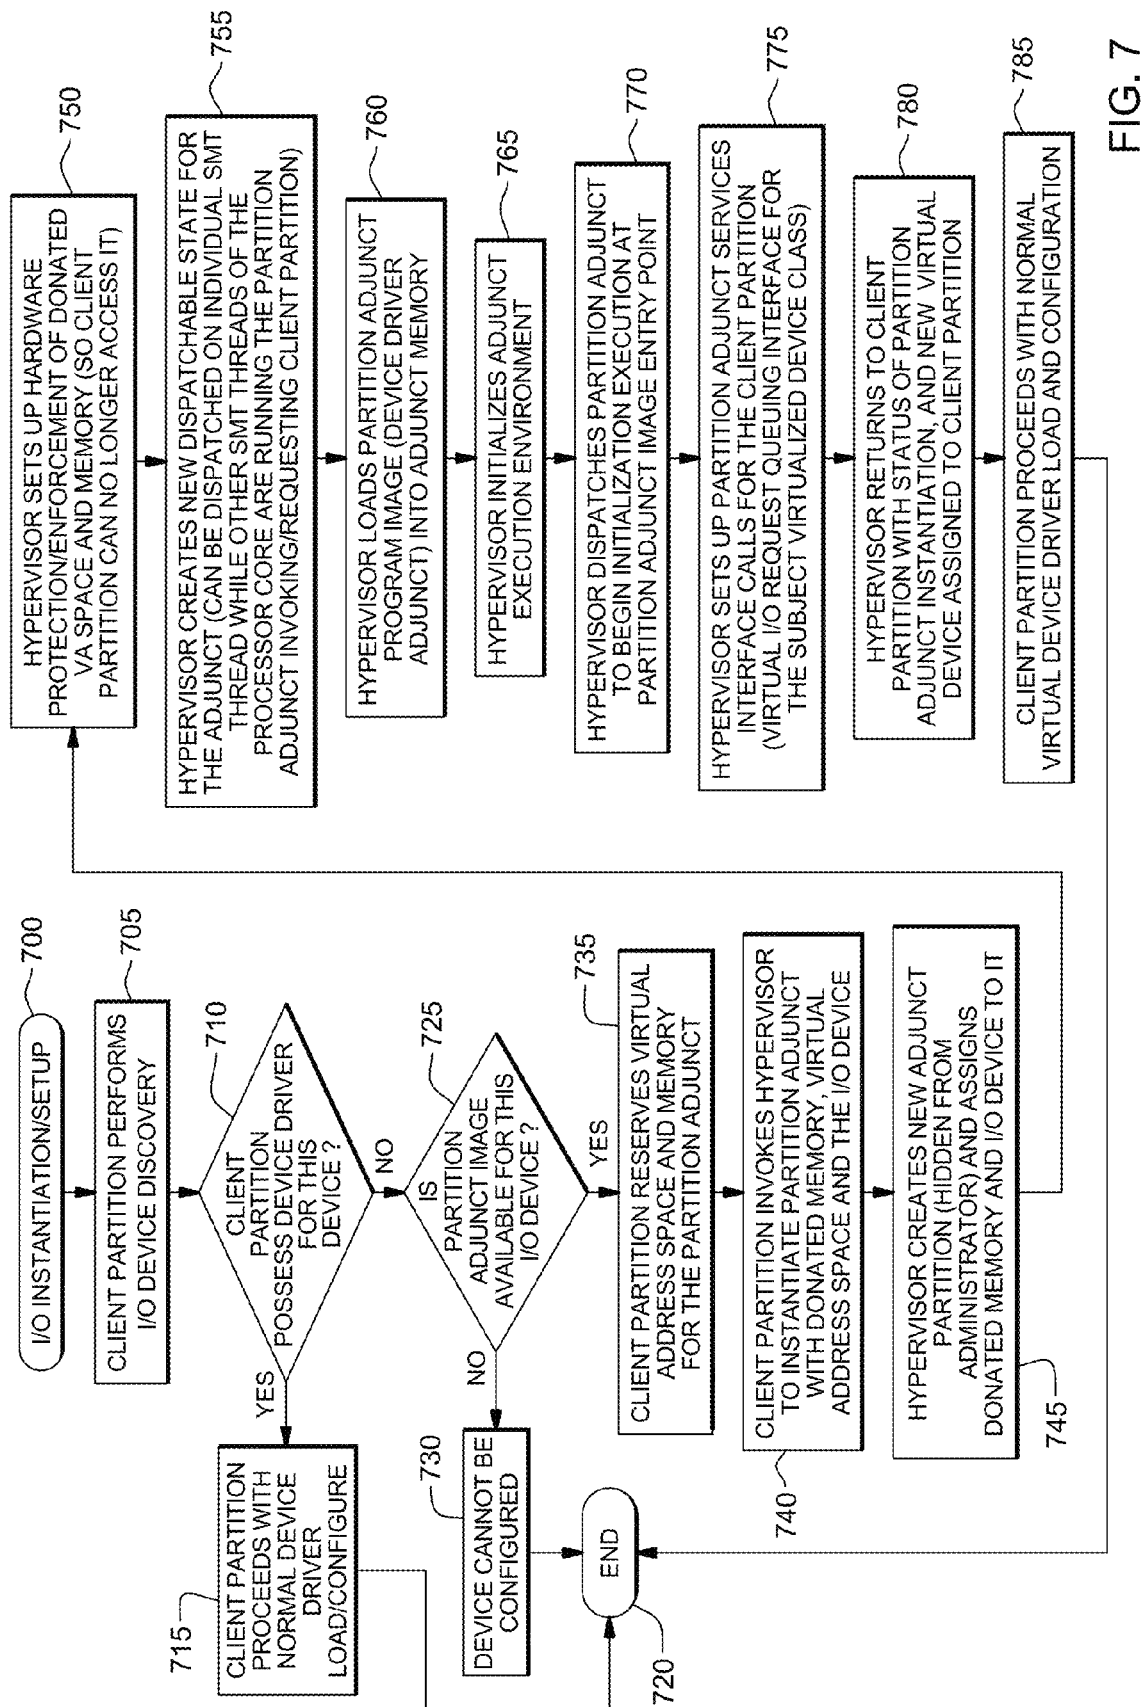 700
I/O INSTANTIATION/SETUP
705
CLIENT PARTITION PERFORMS
I/O DEVICE DISCOVERY
710
CLIENT
PARTITION
POSSESS DEVICE DRIVER
FOR THIS
DEVICE ?
YES
NO
715
CLIENT PARTITION
PROCEEDS WITH
NORMAL DEVICE
DRIVER
LOAD/CONFIGURE
725
IS
PARTITION
ADJUNCT IMAGE
AVAILABLE FOR THIS
I/O DEVICE ?
NO
YES
730
DEVICE CANNOT BE
CONFIGURED
END
720
735
CLIENT PARTITION RESERVES VIRTUAL
ADDRESS SPACE AND MEMORY
FOR THE PARTITION ADJUNCT
740
CLIENT PARTITION INVOKES HYPERVISOR
TO INSTANTIATE PARTITION ADJUNCT
WITH DONATED MEMORY, VIRTUAL
ADDRESS SPACE AND THE I/O DEVICE
745
HYPERVISOR CREATES NEW ADJUNCT
PARTITION (HIDDEN FROM
ADMINISTRATOR) AND ASSIGNS
DONATED MEMORY AND I/O DEVICE TO IT
750
HYPERVISOR SETS UP HARDWARE
PROTECTION/ENFORCEMENT OF DONATED
VA SPACE AND MEMORY (SO CLIENT
PARTITION CAN NO LONGER ACCESS IT)
755
HYPERVISOR CREATES NEW DISPATCHABLE STATE FOR
THE ADJUNCT (CAN BE DISPATCHED ON INDIVIDUAL SMT
THREAD WHILE OTHER SMT THREADS OF THE
PROCESSOR CORE ARE RUNNING THE PARTITION
ADJUNCT INVOKING/REQUESTING CLIENT PARTITION)
760
HYPERVISOR LOADS PARTITION ADJUNCT
PROGRAM IMAGE (DEVICE DRIVER
ADJUNCT) INTO ADJUNCT MEMORY
765
HYPERVISOR INITIALIZES ADJUNCT
EXECUTION ENVIRONMENT
770
HYPERVISOR DISPATCHES PARTITION ADJUNCT
TO BEGIN INITIALIZATION EXECUTION AT
PARTITION ADJUNCT IMAGE ENTRY POINT
775
HYPERVISOR SETS UP PARTITION ADJUNCT SERVICES
INTERFACE CALLS FOR THE CLIENT PARTITION
(VIRTUAL I/O REQUEST QUEUING INTERFACE FOR
THE SUBJECT VIRTUALIZED DEVICE CLASS)
780
HYPERVISOR RETURNS TO CLIENT
PARTITION WITH STATUS OF PARTITION
ADJUNCT INSTANTIATION, AND NEW VIRTUAL
DEVICE ASSIGNED TO CLIENT PARTITION
785
CLIENT PARTITION PROCEEDS WITH NORMAL
VIRTUAL DEVICE DRIVER LOAD AND CONFIGURATION
FIG. 7